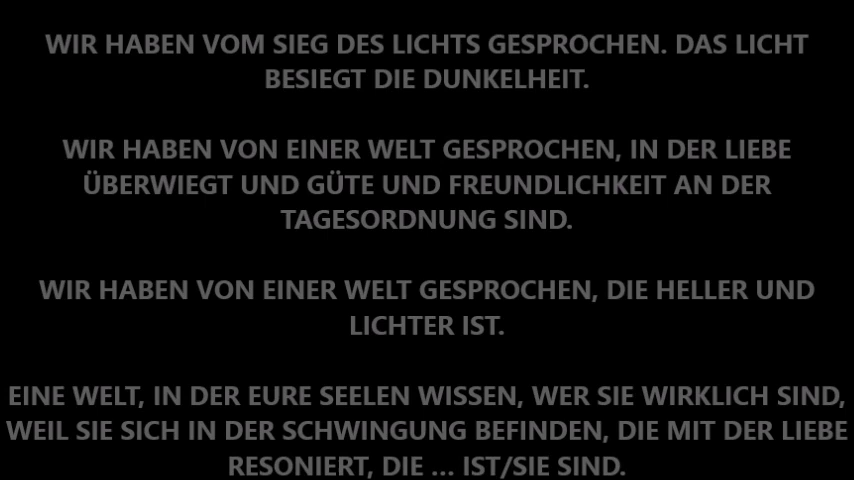 WIR HABEN VOM SIEG DES LICHTS GESPROCHEN. DAS LICHT
BESIEGT DIE DUNKELHEIT.
WIR HABEN VON EINER WELT GESPROCHEN, IN DER LIEBE
ÜBERWIEGT UND GÜTE UND FREUNDLICHKEIT AN DER
TAGESORDNUNG SIND.
WIR HABEN VON EINER WELT GESPROCHEN, DIE HELLER UND
LICHTER IST.
EINE WELT, IN DER EURE SEELEN WISSEN, WER SIE WIRKLICH SIND,
WEIL SIE SICH IN DER SCHWINGUNG BEFINDEN, DIE MIT DER LIEBE
RESONIERT, DIE … IST/SIE SIND.